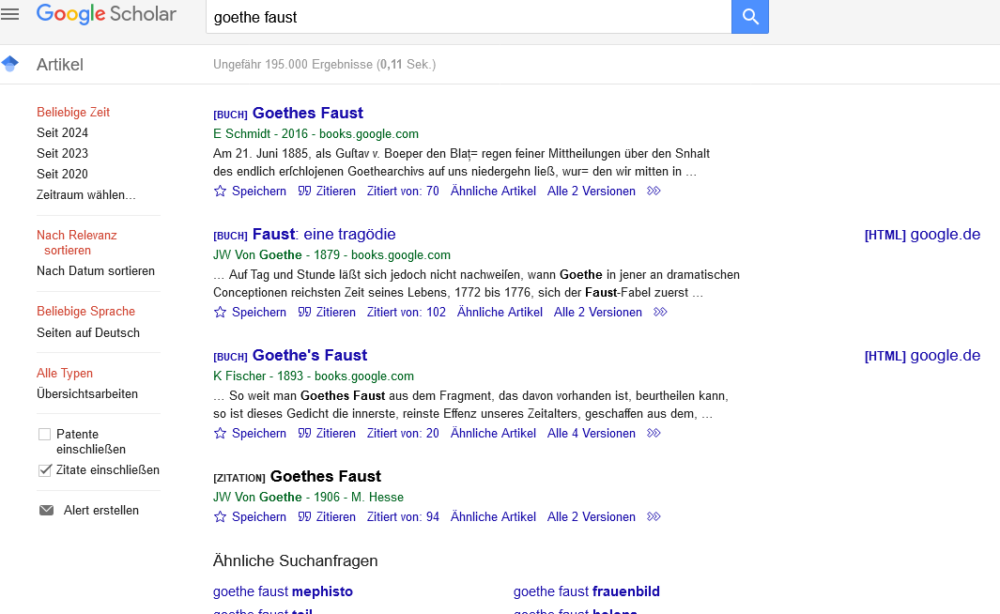 Google Scholar
goethe faust
Artikel
Ungefähr 195.000 Ergebnisse (0,11 Sek.)
Beliebige Zeit
Seit 2024
Seit 2023
Seit 2020
Zeitraum wählen...
Nach Relevanz
sortieren
Nach Datum sortieren
Beliebige Sprache
Seiten auf Deutsch
Alle Typen
Übersichtsarbeiten
Patente
einschließen
Zitate einschließen
Alert erstellen
[BUCH] Goethes Faust
E Schmidt - 2016 - books.google.com
Am 21. Juni 1885, als Guſtav v. Boeper den Blaț= regen feiner Mittheilungen über den Snhalt
des endlich erſchlojenen Goethearchivs auf uns niedergehn ließ, wur= den wir mitten in …
Speichern Zitieren Zitiert von: 70 Ähnliche Artikel Alle 2 Versionen
[BUCH] Faust: eine tragödie
[HTML] google.de
JW Von Goethe - 1879 - books.google.com
… Auf Tag und Stunde läßt sich jedoch nicht nachweiſen, wann Goethe in jener an dramatischen
Conceptionen reichsten Zeit seines Lebens, 1772 bis 1776, sich der Faust-Fabel zuerst …
Speichern Zitieren Zitiert von: 102 Ähnliche Artikel Alle 2 Versionen
[BUCH] Goethe's Faust
[HTML] google.de
K Fischer - 1893 - books.google.com
… So weit man Goethes Faust aus dem Fragment, das davon vorhanden ist, beurtheilen kann,
so ist dieses Gedicht die innerste, reinste Effenz unseres Zeitalters, geschaffen aus dem, …
Speichern Zitieren Zitiert von: 20 Ähnliche Artikel Alle 4 Versionen
[ZITATION] Goethes Faust
JW Von Goethe - 1906 - M. Hesse
Speichern Zitieren Zitiert von: 94 Ähnliche Artikel Alle 2 Versionen
Ähnliche Suchanfragen
goethe faust mephisto
goethe faust frauenbild
goethe faust teil
goethe faust helena